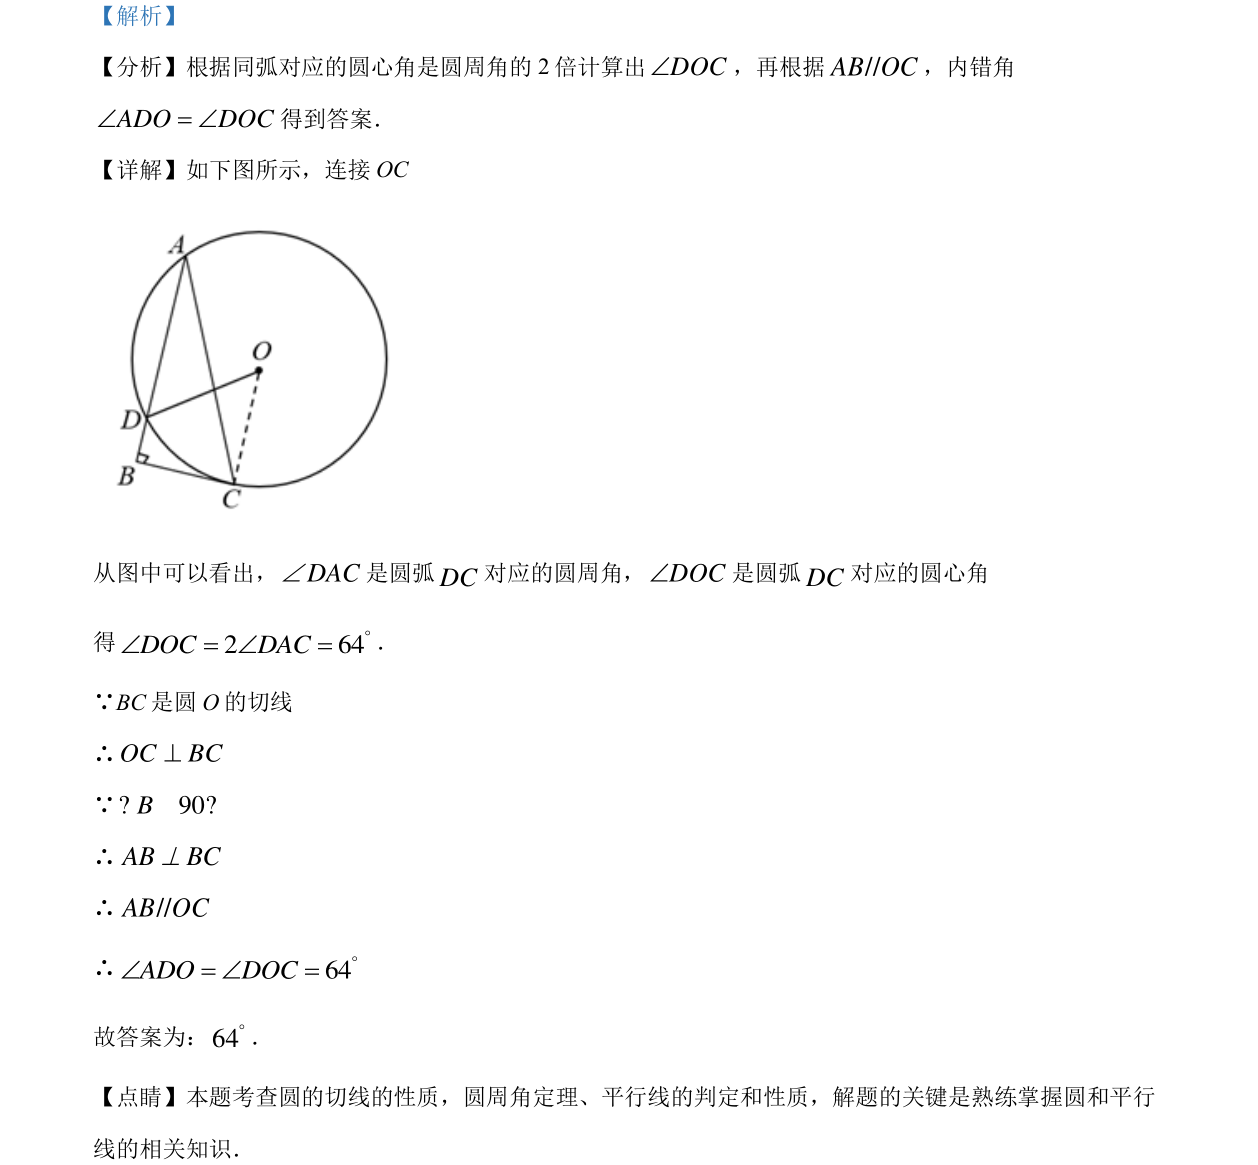 【解析】
【分析】根据同弧对应的圆心角是圆周角的 2 倍计算出∠DOC，再根据 AB//OC，内错角
∠ADO = ∠DOC 得到答案．
【详解】如下图所示，连接 OC
A
O
D
B
C
从图中可以看出，∠DAC 是圆弧 DC 对应的圆周角，∠DOC 是圆弧 DC 对应的圆心角
得∠DOC = 2∠DAC = 64°．
∵BC 是圆 O 的切线
∴OC ⊥ BC
∵? B 90?
∴ AB ⊥ BC
∴ AB//OC
∴∠ADO = ∠DOC = 64°
故答案为：64°．
【点睛】本题考查圆的切线的性质，圆周角定理、平行线的判定和性质，解题的关键是熟练掌握圆和平行
线的相关知识．